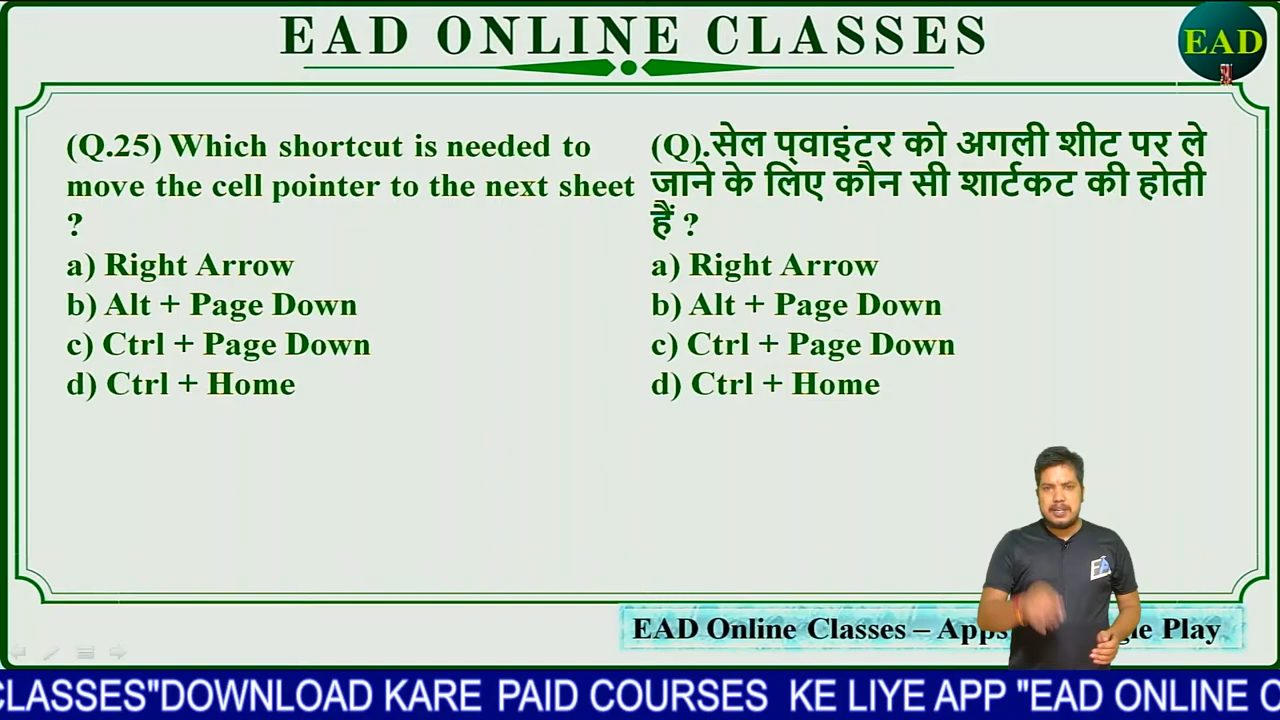 EAD ONLINE CLASSES
EAD
(Q.25) Which shortcut is needed to
move the cell pointer to the next sheet
?
a) Right Arrow
b) Alt + Page Down
c) Ctrl + Page Down
d) Ctrl + Home
(Q).सेल प्वाइंटर को अगली शीट पर ले
जाने के लिए कौन सी शार्टकट की होती
हैं ?
a) Right Arrow
b) Alt + Page Down
c) Ctrl + Page Down
d) Ctrl + Home
EAD Online Classes – Apps Play
CLASSES"DOWNLOAD KARE PAID COURSES KE LIYE APP "EAD ONLINE C